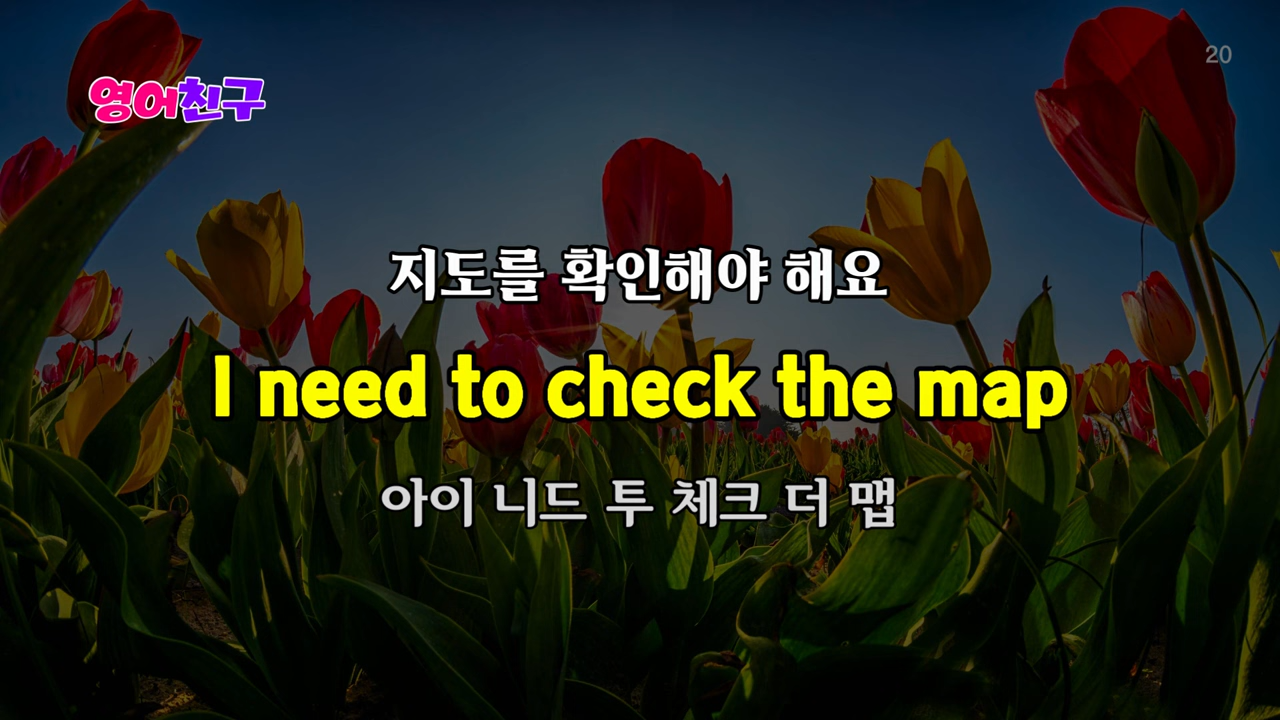 20
영어친구
지도를 확인해야 해요
I need to check the map
아이 니드 투 체크 더 맵